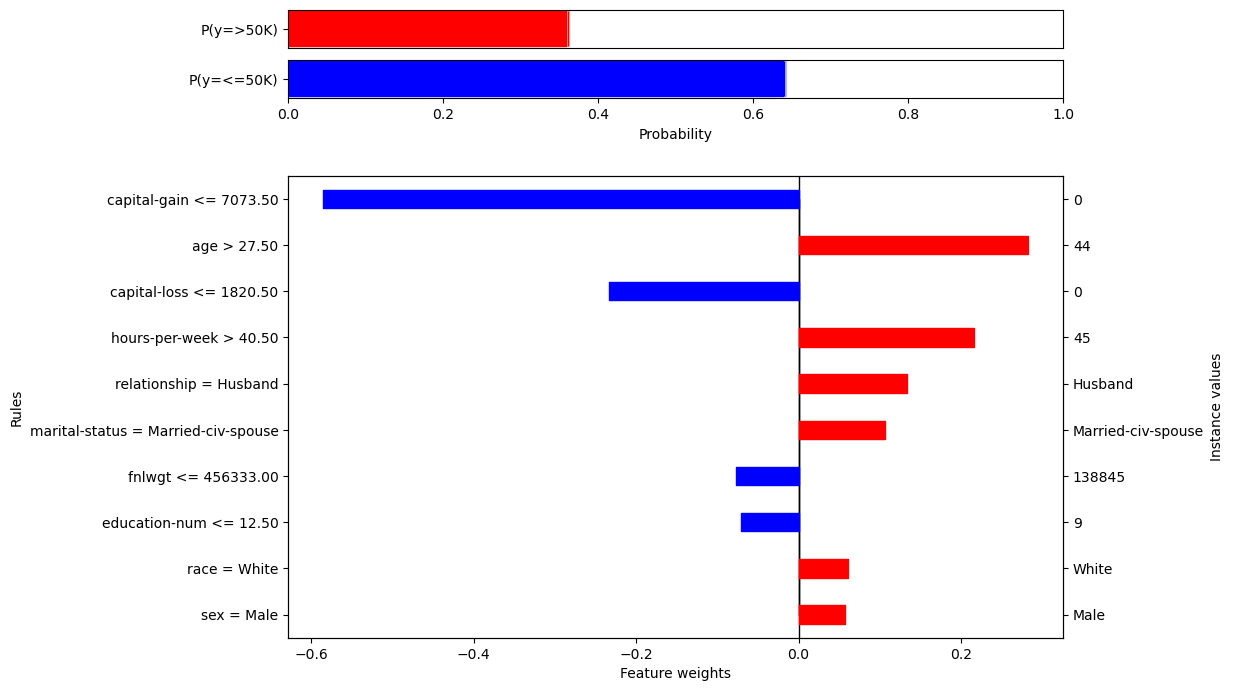 P(y=>50K)
P(y=<=50K)
0.0 0.2 0.4 0.6 0.8 1.0
Probability
capital-gain <= 7073.50 0
age > 27.50 44
capital-loss <= 1820.50 0
hours-per-week > 40.50 45
relationship = Husband Husband
marital-status = Married-civ-spouse Married-civ-spouse
fnlwgt <= 456333.00 138845
education-num <= 12.50 9
race = White White
sex = Male Male
Rules
Instance values
−0.6 −0.4 −0.2 0.0 0.2
Feature weights